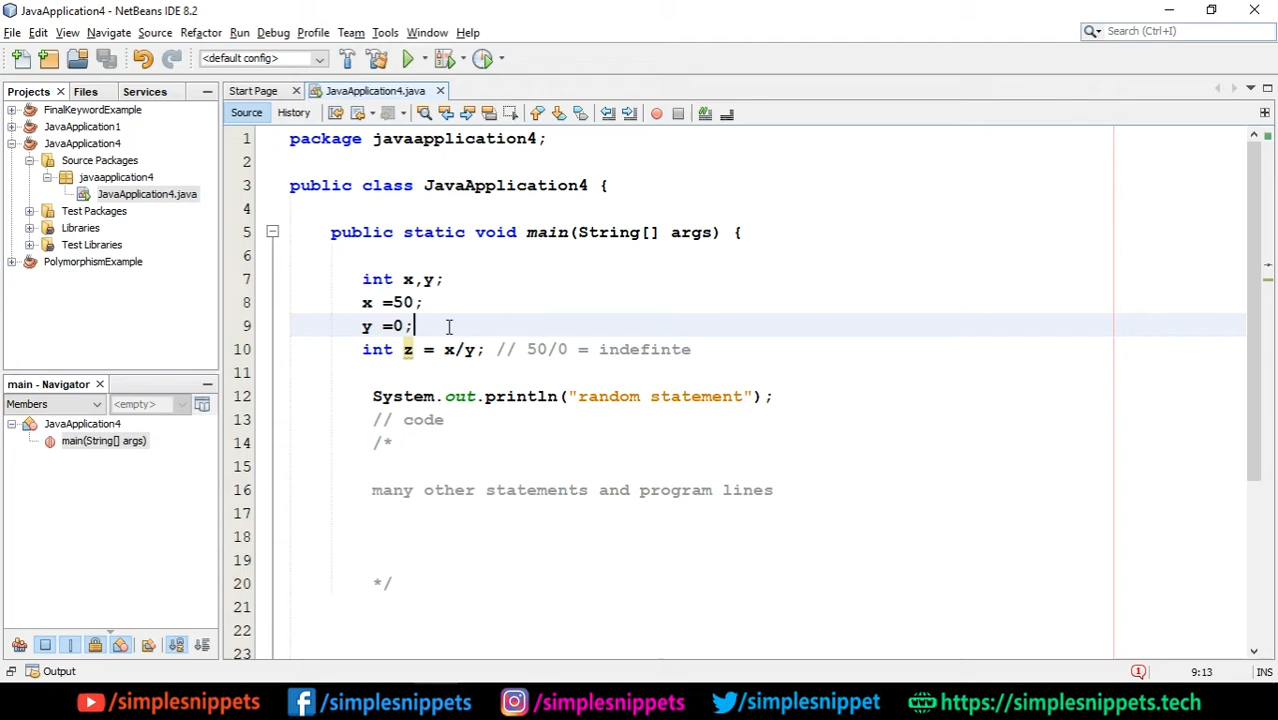 JavaApplication4 - NetBeans IDE 8.2
File Edit View Navigate Source Refactor Run Debug Profile Team Tools Window Help
Search (Ctrl+I)
<default config>
Projects Files Services
Start Page JavaApplication4.java
FinalKeywordExample
JavaApplication1
JavaApplication4
Source Packages
javaapplication4
JavaApplication4.java
Test Packages
Libraries
Test Libraries
PolymorphismExample
main - Navigator
Members <empty>
JavaApplication4
main(String[] args)
Source History
1 package javaapplication4;
2
3 public class JavaApplication4 {
4
5 public static void main(String[] args) {
6
7 int x,y;
8 x =50;
9 y =0;
10 int z = x/y; // 50/0 = indefinte
11
12 System.out.println("random statement");
13 // code
14 /*
15
16 many other statements and program lines
17
18
19
20 */
21
22
23
Output
1 9:13 INS
/simplesnippets /simplesnippets /simplesnippets /simplesnippets https://simplesnippets.tech